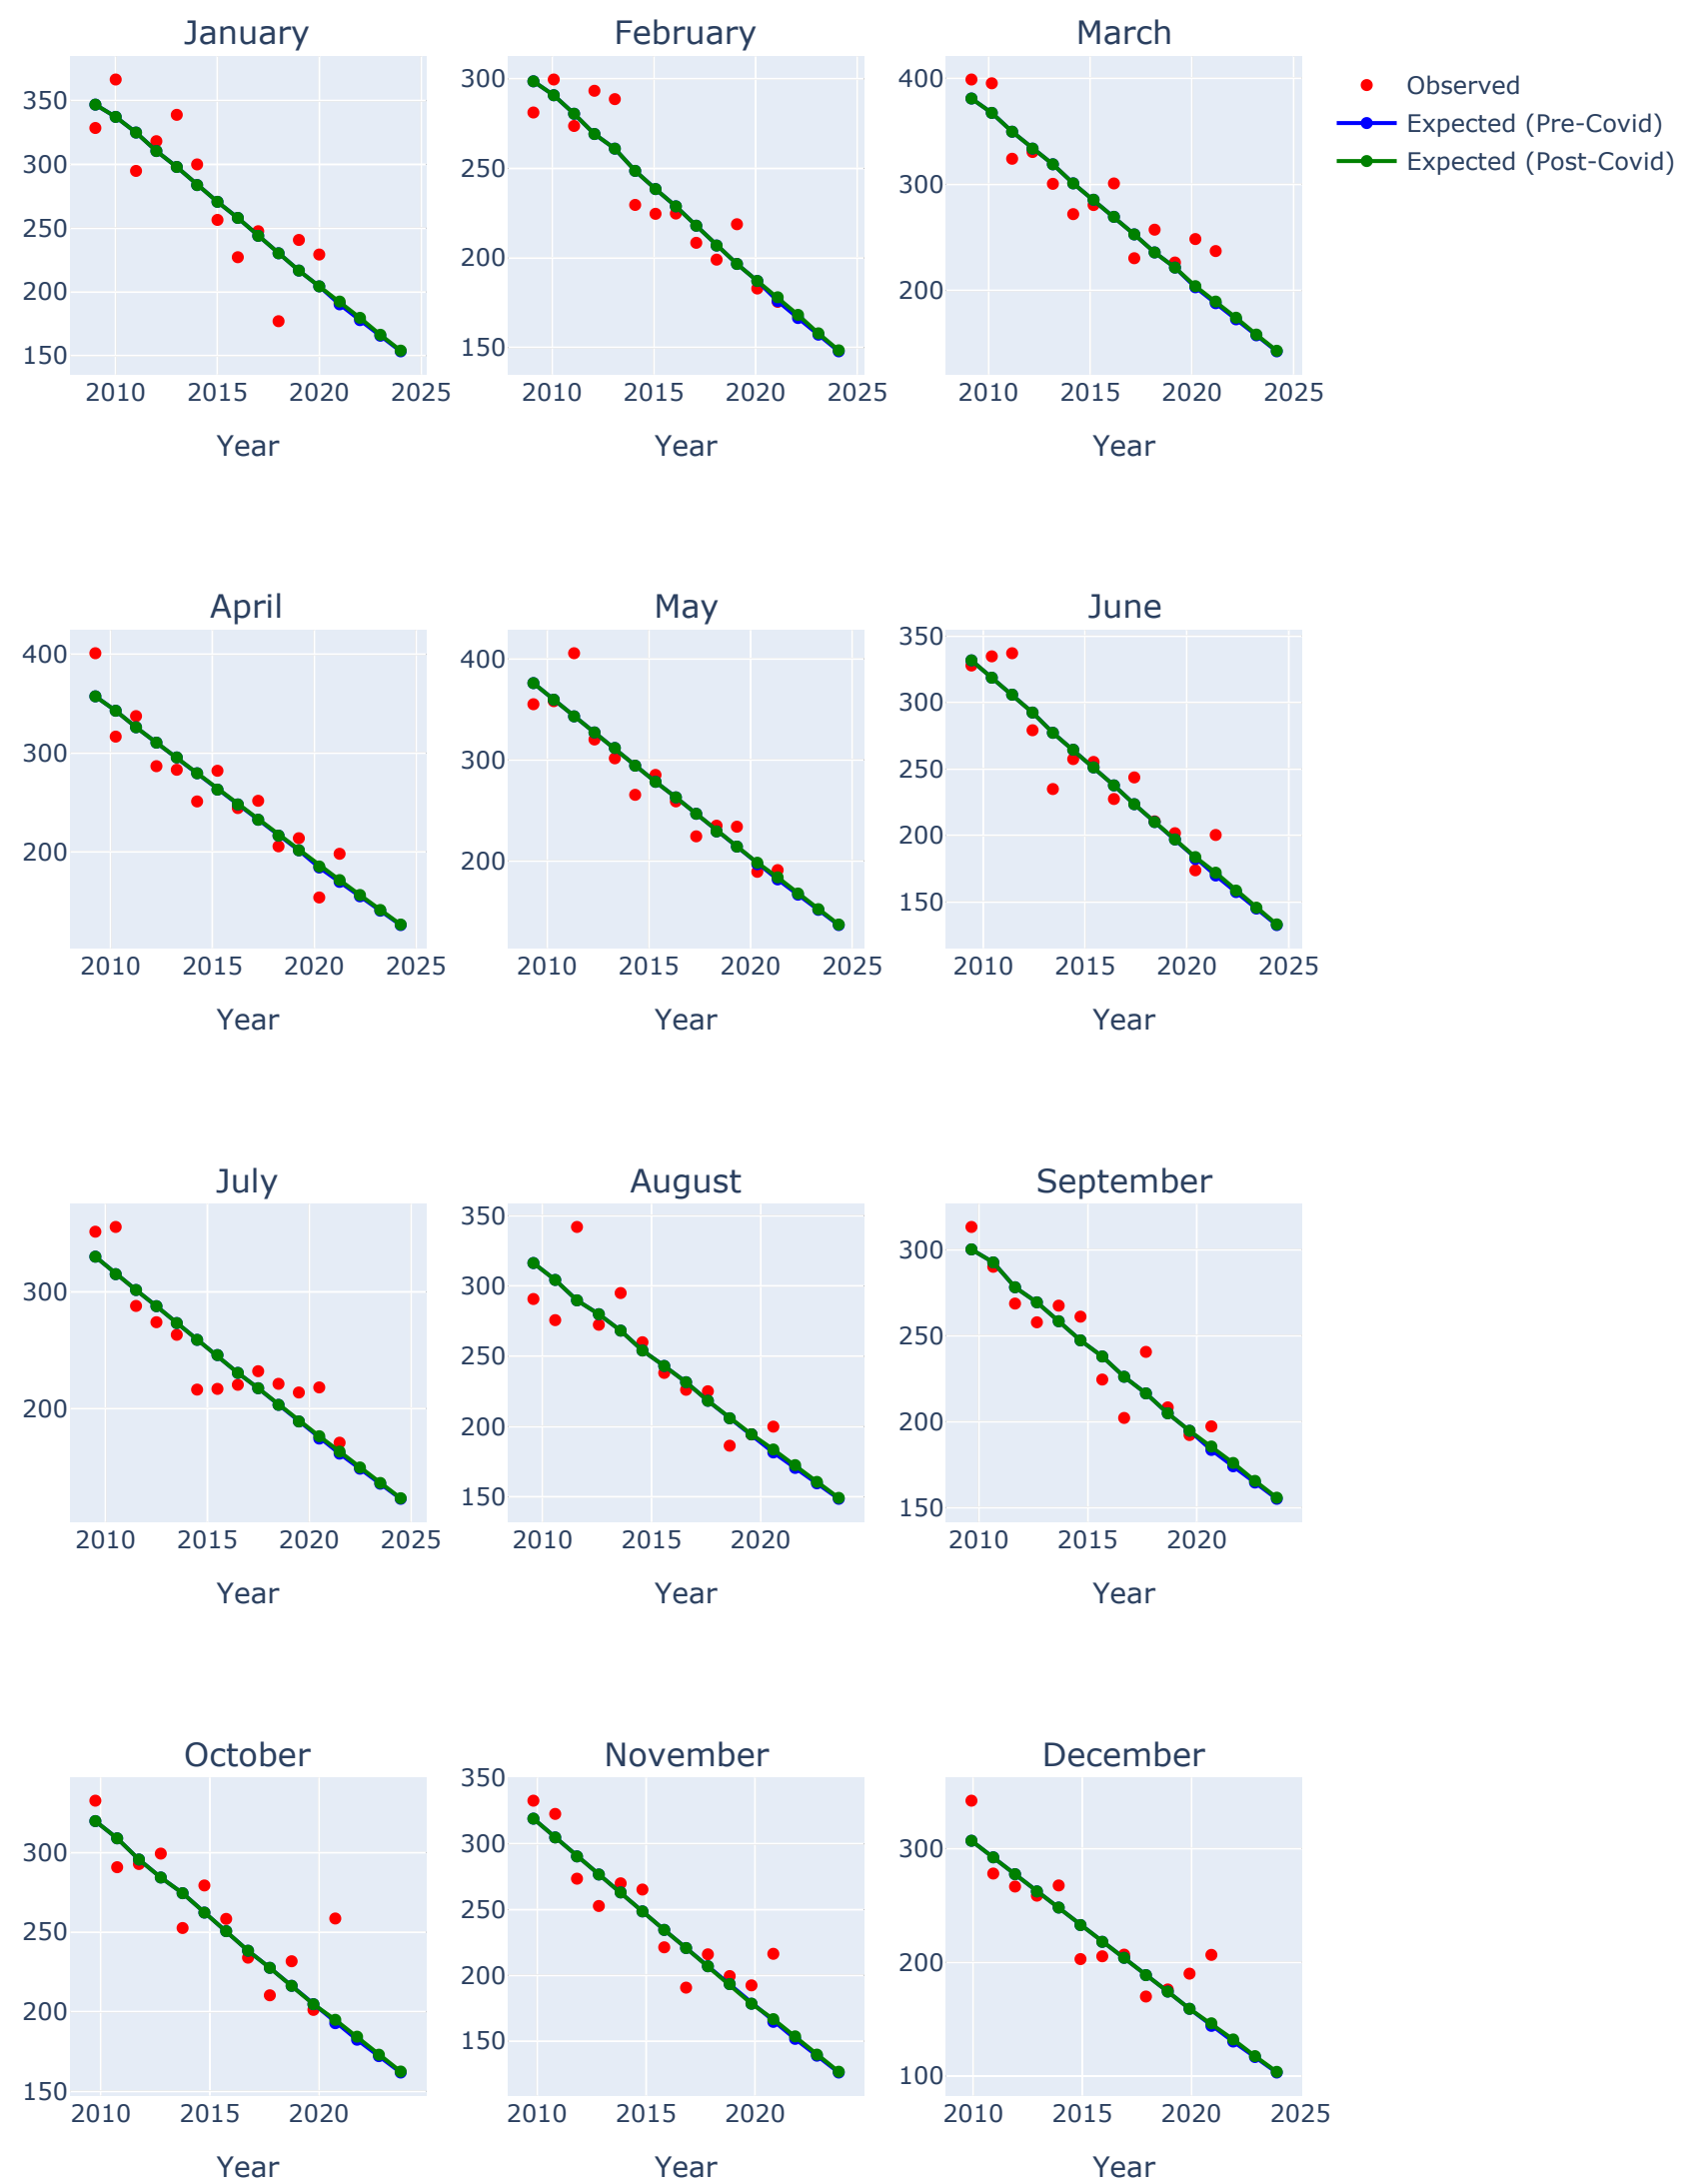 January February March
350
300
250
200
150
2010 2015 2020 2025
Year
300
250
200
150
2010 2015 2020 2025
Year
400
300
200
2010 2015 2020 2025
Year
Observed
Expected (Pre-Covid)
Expected (Post-Covid)
April May June
400
300
200
2010 2015 2020 2025
Year
400
300
200
2010 2015 2020 2025
Year
350
300
250
200
150
2010 2015 2020 2025
Year
July August September
300
200
2010 2015 2020 2025
Year
350
300
250
200
150
2010 2015 2020
Year
300
250
200
150
2010 2015 2020
Year
October November December
300
250
200
150
2010 2015 2020
Year
350
300
250
200
150
2010 2015 2020
Year
300
200
100
2010 2015 2020 2025
Year